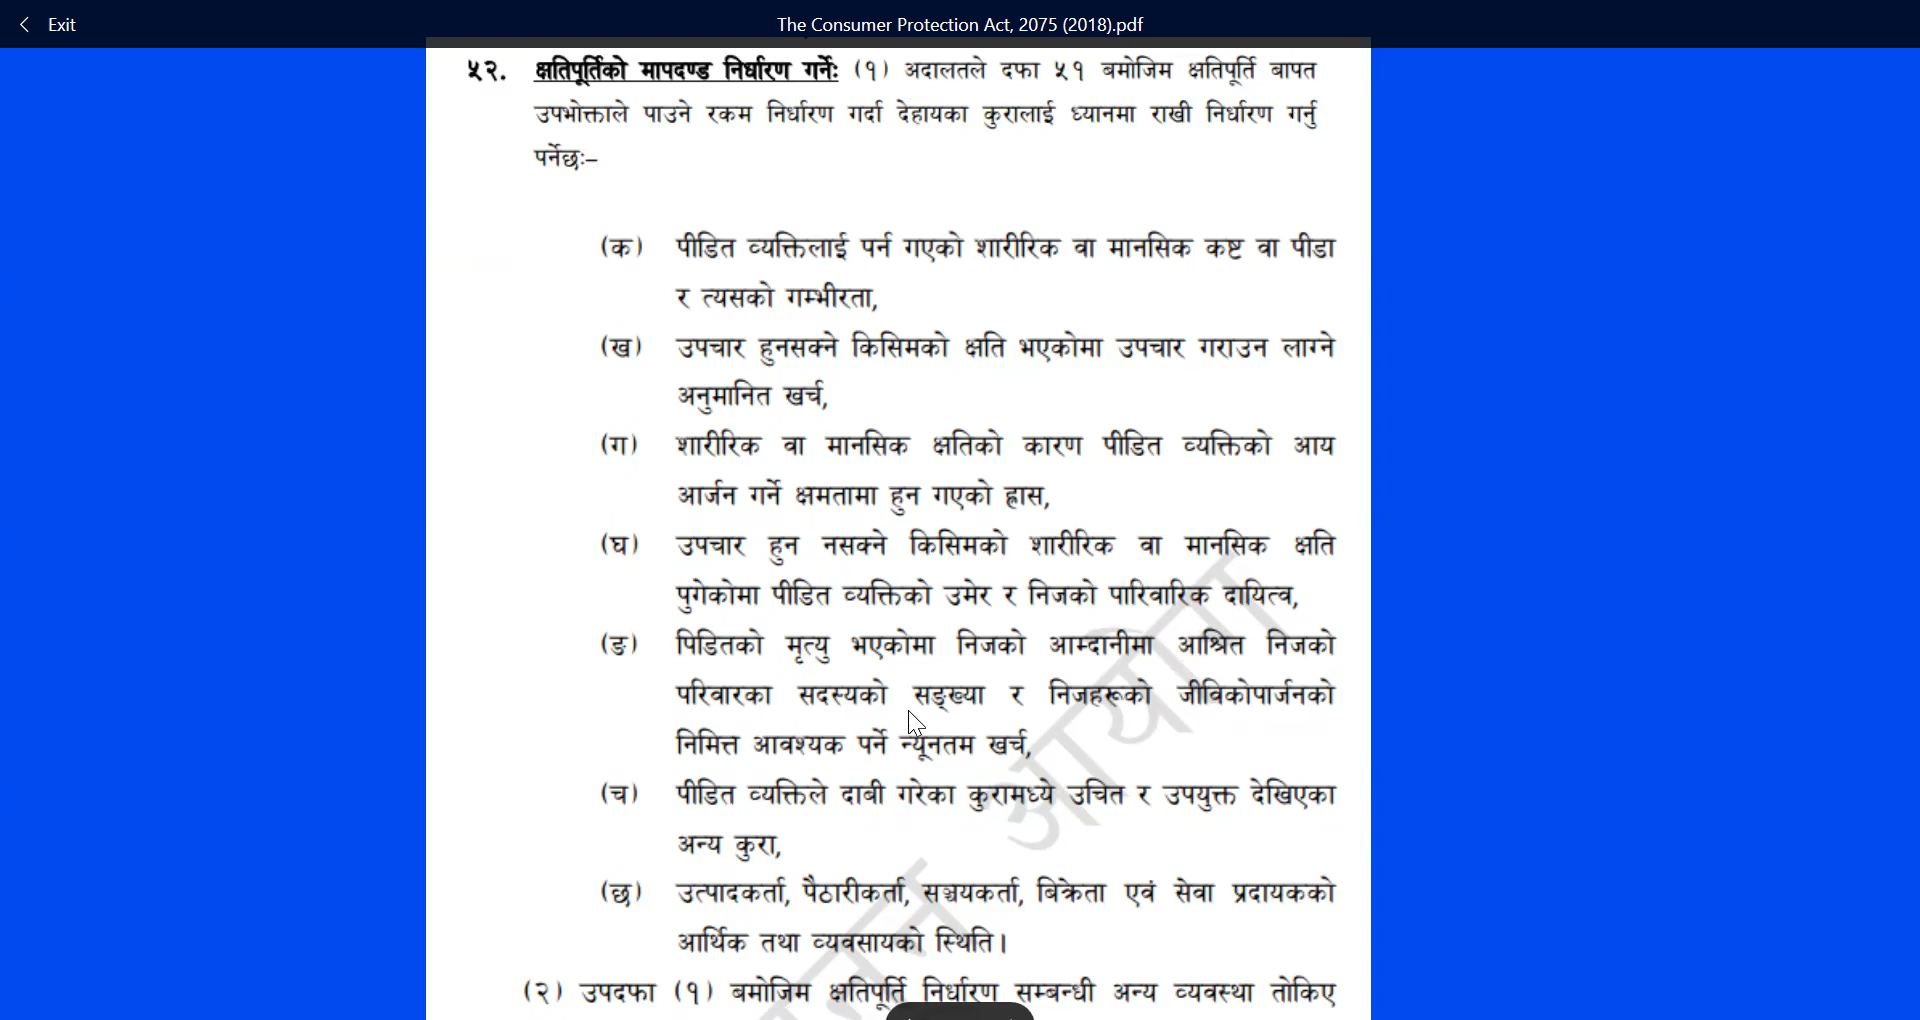 Exit
The Consumer Protection Act, 2075 (2018).pdf
५२. क्षतिपूर्तिको मापदण्ड निर्धारण गर्नेः (१) अदालतले दफा ५१ बमोजिम क्षतिपूर्ति बापत
उपभोक्ताले पाउने रकम निर्धारण गर्दा देहायका कुरालाई ध्यानमा राखी निर्धारण गर्नु
पर्नेछः–
(क) पीडित व्यक्तिलाई पर्न गएको शारीरिक वा मानसिक कष्ट वा पीडा
र त्यसको गम्भीरता,
(ख) उपचार हुनसक्ने किसिमको क्षति भएकोमा उपचार गराउन लाग्ने
अनुमानित खर्च,
(ग) शारीरिक वा मानसिक क्षतिको कारण पीडित व्यक्तिको आय
आर्जन गर्ने क्षमतामा हुन गएको ह्रास,
(घ) उपचार हुन नसक्ने किसिमको शारीरिक वा मानसिक क्षति
पुगेकोमा पीडित व्यक्तिको उमेर र निजको पारिवारिक दायित्व,
(ङ) पिडितको मृत्यु भएकोमा निजको आम्दानीमा आश्रित निजको
परिवारका सदस्यको सङ्ख्या र निजहरूको जीविकोपार्जनको
निमित्त आवश्यक पर्ने न्यूनतम खर्च,
(च) पीडित व्यक्तिले दाबी गरेका कुरामध्ये उचित र उपयुक्त देखिएका
अन्य कुरा,
(छ) उत्पादकर्ता, पैठारीकर्ता, सञ्चयकर्ता, बिक्रेता एवं सेवा प्रदायकको
आर्थिक तथा व्यवसायको स्थिति।
(२) उपदफा (१) बमोजिम क्षतिपूर्ति निर्धारण सम्बन्धी अन्य व्यवस्था तोकिए
आयोग